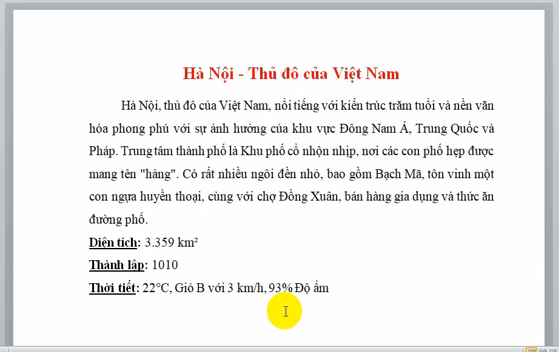 Hà Nội - Thủ đô của Việt Nam
Hà Nội, thủ đô của Việt Nam, nổi tiếng với kiến trúc trăm tuổi và nền văn
hóa phong phú với sự ảnh hưởng của khu vực Đông Nam Á, Trung Quốc và
Pháp. Trung tâm thành phố là Khu phố cổ nhộn nhịp, nơi các con phố hẹp được
mang tên "hàng". Có rất nhiều ngôi đền nhỏ, bao gồm Bạch Mã, tôn vinh một
con ngựa huyền thoại, cùng với chợ Đồng Xuân, bán hàng gia dụng và thức ăn
đường phố.
Diện tích: 3.359 km²
Thành lập: 1010
Thời tiết: 22°C, Gió B với 3 km/h, 93% Độ ẩm